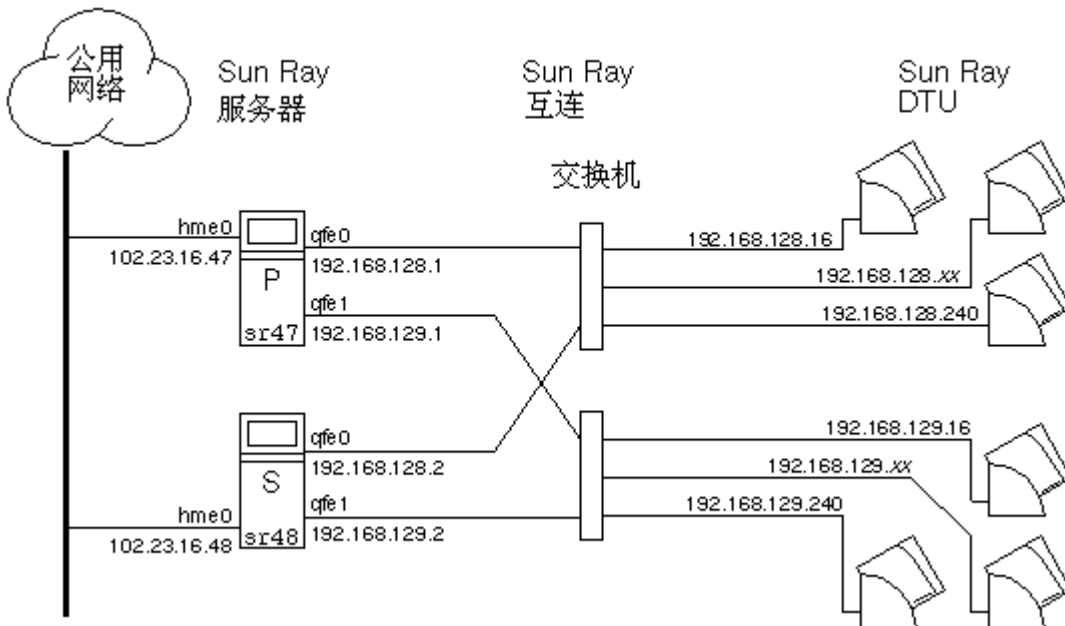 公用
网络
Sun Ray
服务器
Sun Ray
互连
Sun Ray
DTU
交换机
hme0
102.23.16.47
P
sr47
qfe0
192.168.128.1
qfe1
192.168.129.1
192.168.128.16
192.168.128.xx
192.168.128.240
hme0
102.23.16.48
S
sr48
qfe0
192.168.128.2
qfe1
192.168.129.2
192.168.129.16
192.168.129.xx
192.168.129.240